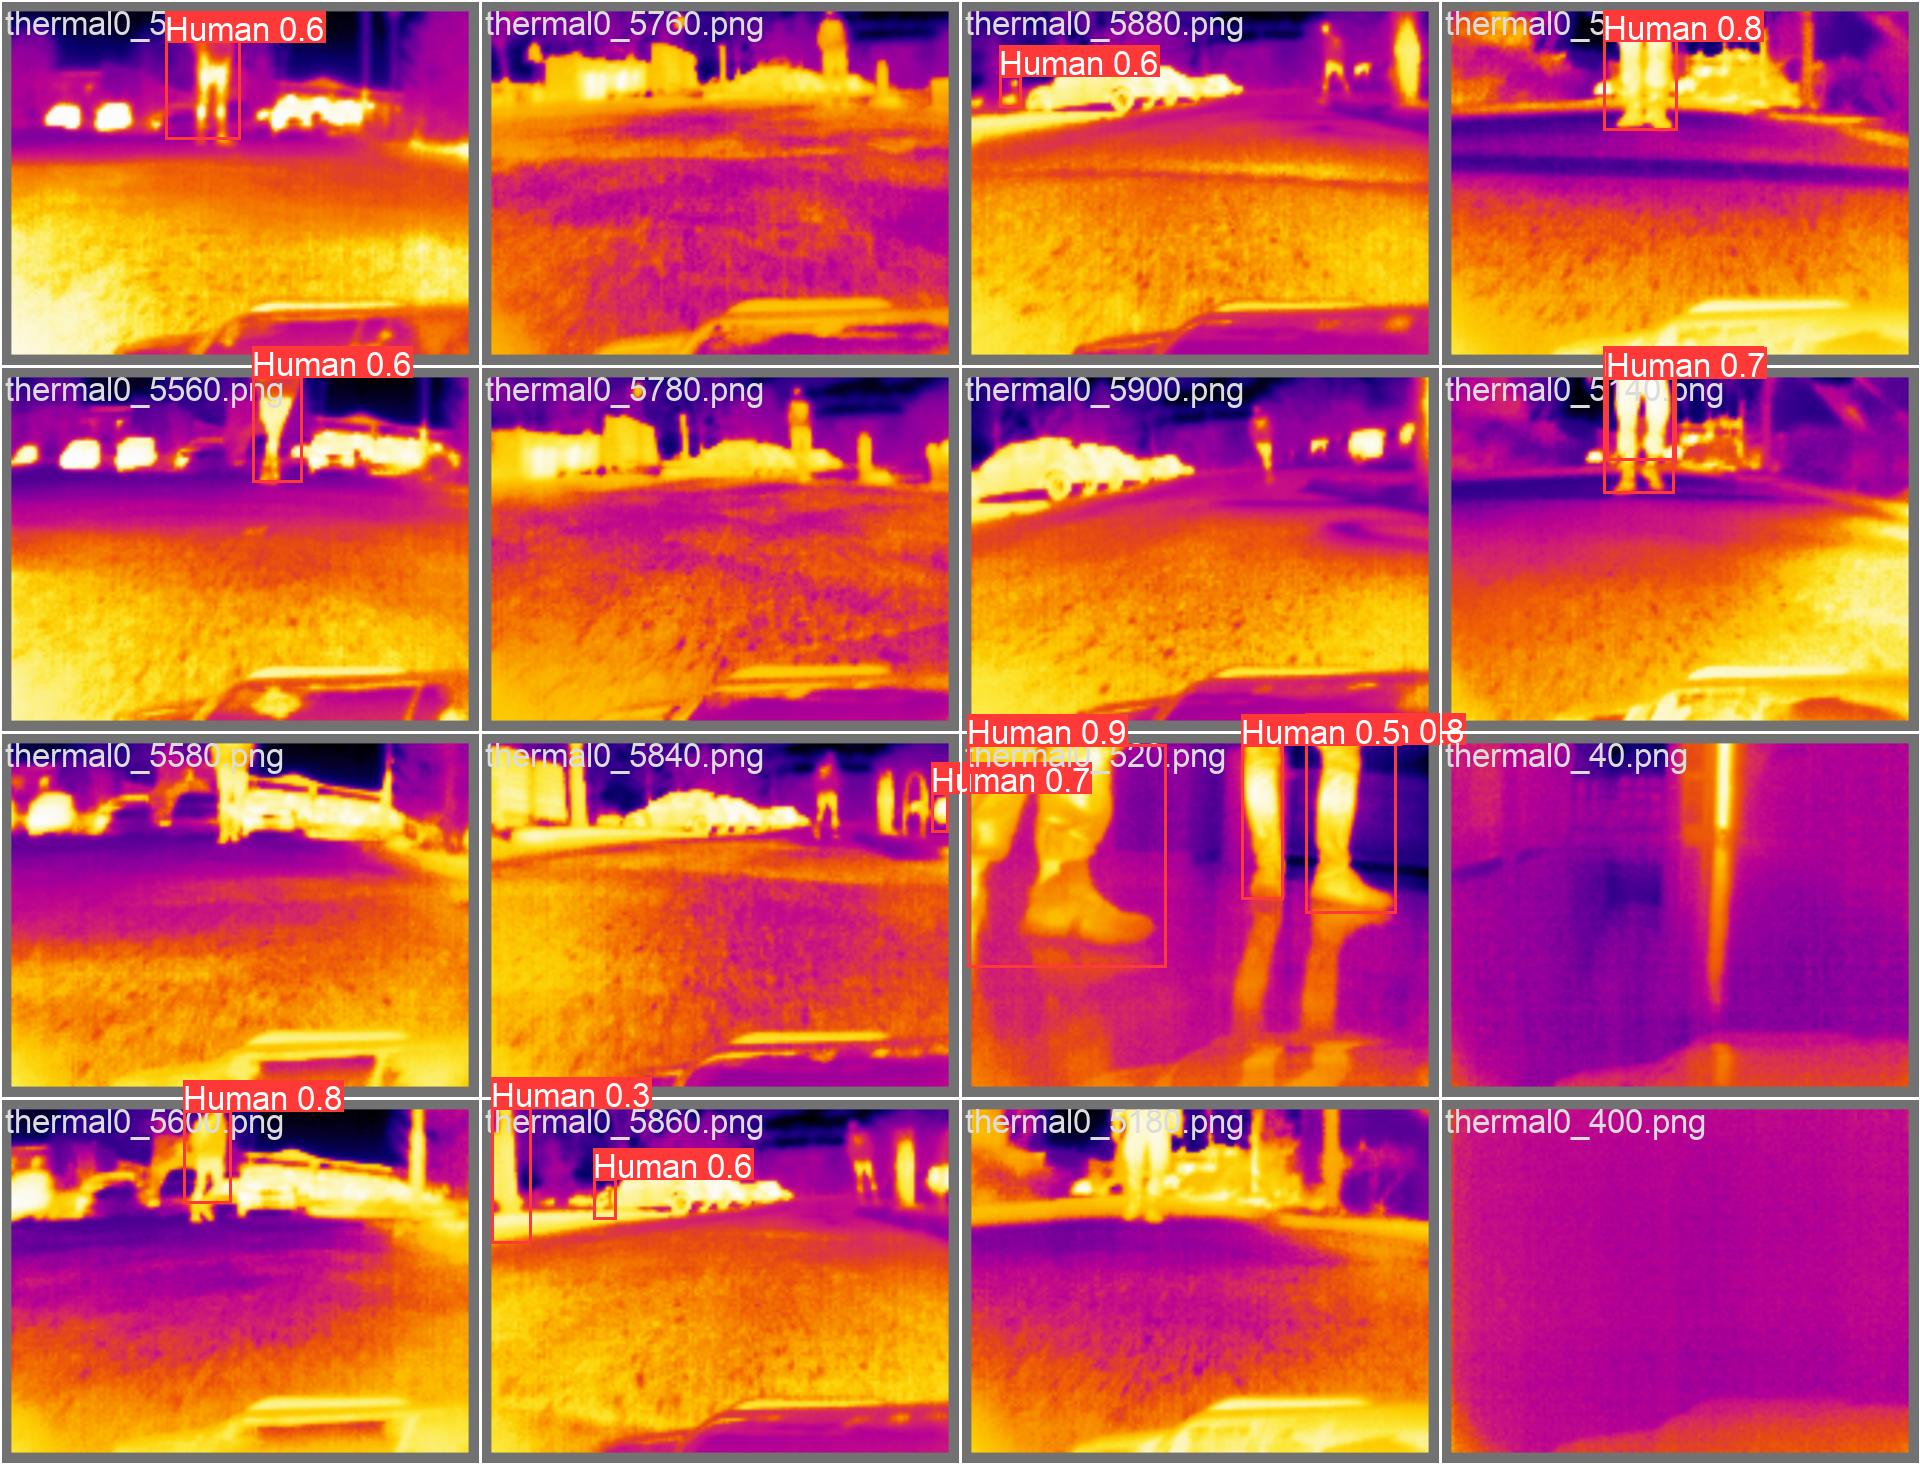 thermal0_5
Human 0.6
thermal0_5760.png
thermal0_5880.png
Human 0.6
thermal0_5
Human 0.8
thermal0_5560.png
Human 0.6
thermal0_5780.png
thermal0_5900.png
thermal0_5140.png
Human 0.7
thermal0_5580.png
thermal0_5840.png
Human 0.7
thermal0_520.png
Human 0.9
Human 0.5
0.8
thermal0_40.png
thermal0_5600.png
Human 0.8
thermal0_5860.png
Human 0.3
Human 0.6
thermal0_5180.png
thermal0_400.png